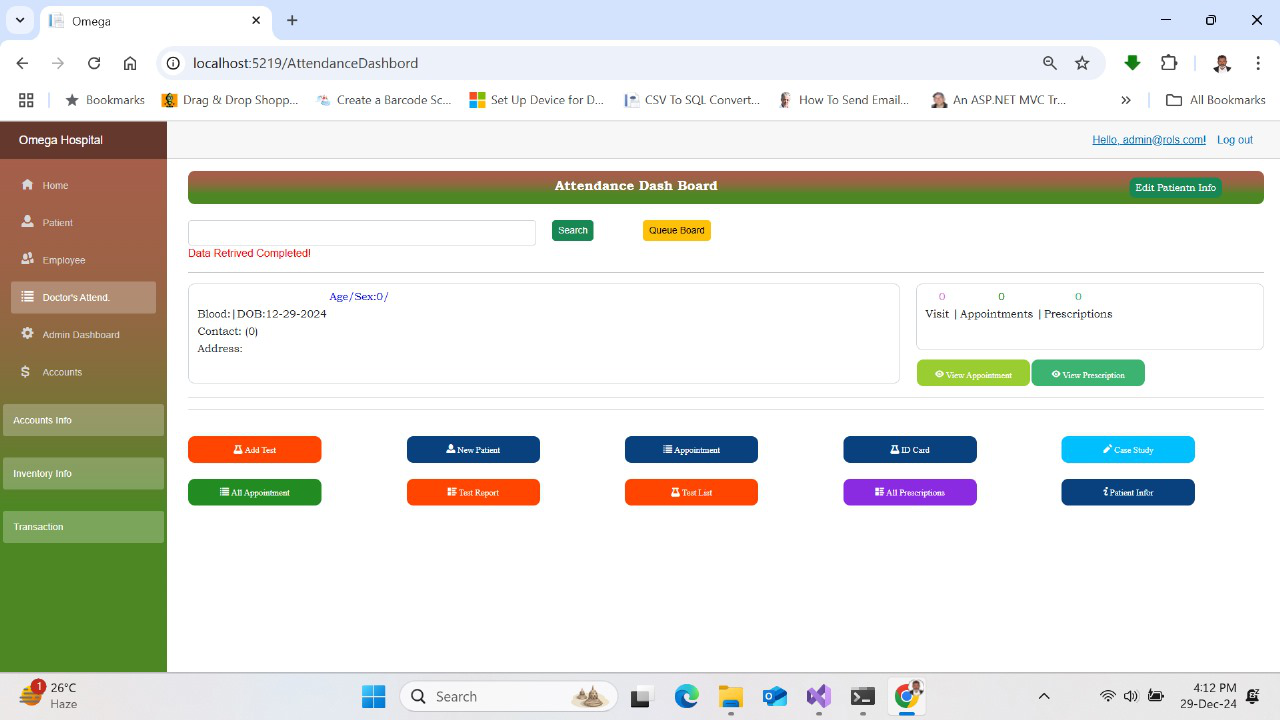 Omega
localhost:5219/AttendanceDashbord
Bookmarks
Drag & Drop Shopp...
Create a Barcode Sc...
Set Up Device for D...
CSV To SQL Convert...
How To Send Email...
An ASP.NET MVC Tr...
All Bookmarks
Omega Hospital
Hello, admin@rols.com!
Log out
Home
Patient
Employee
Doctor's Attend.
Admin Dashboard
Accounts
Accounts Info
Inventory Info
Transaction
Attendance Dash Board
Edit Patientn Info
Search
Queue Board
Data Retrived Completed!
Age/Sex:0/
Blood:|DOB:12-29-2024
Contact: (0)
Address:
0 0 0
Visit | Appointments | Prescriptions
View Appointment
View Prescription
Add Test
New Patient
Appointment
ID Card
Case Study
All Appointment
Test Report
Test List
All Prescriptions
Patient Infor
1
26°C
Haze
Search
4:12 PM
29-Dec-24